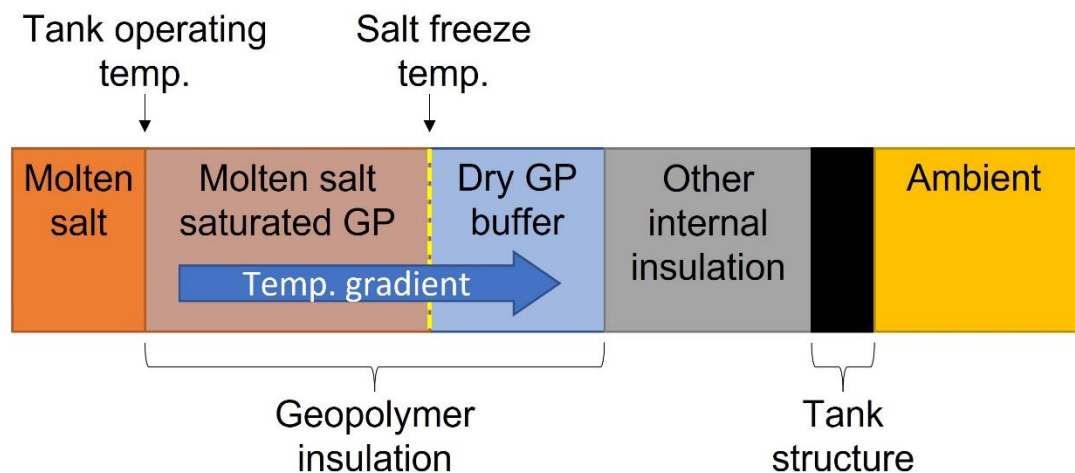 Tank operating
temp.
Salt freeze
temp.
Molten
salt
Molten salt
saturated GP
Dry GP
buffer
Other
internal
insulation
Ambient
Temp. gradient
Geopolymer
insulation
Tank
structure